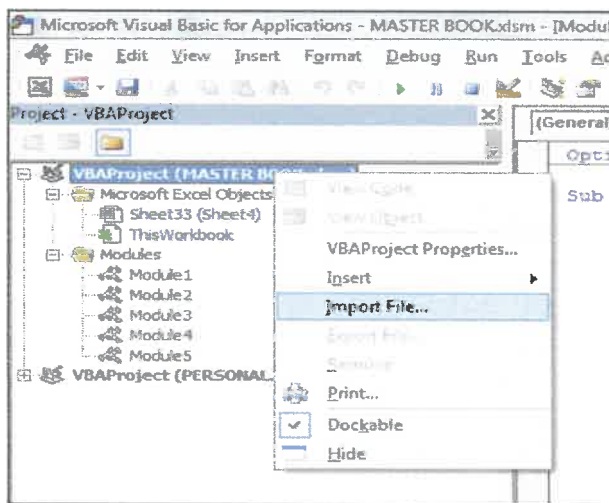 Microsoft Visual Basic for Applications - MASTER BOOK.xlsm - [Modul
File Edit View Insert Format Debug Run Tools
Project - VBAProject
(General)
Opti
Sub
VBAProject (MASTER
Microsoft Excel Objects
Sheet33 (Sheet4)
ThisWorkbook
Modules
Module1
Module2
Module3
Module4
Module5
VBAProject (PERSONAL.
View Code
View Object
VBAProject Properties...
Insert
Import File...
Export File...
Remove
Print...
Dockable
Hide